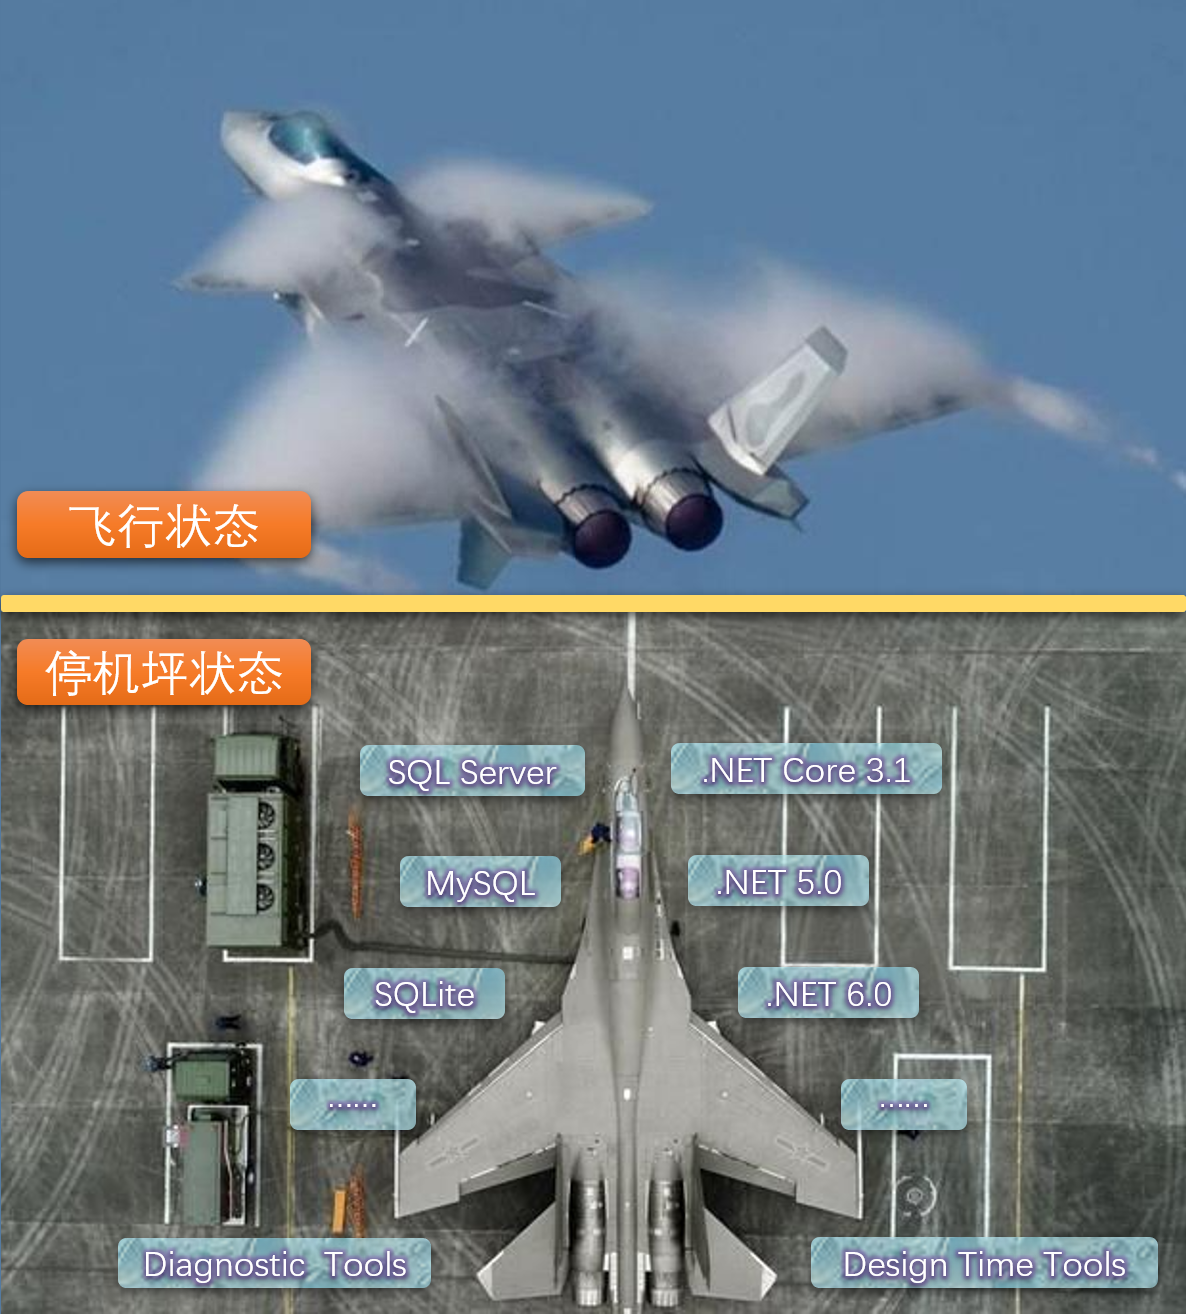 飞行状态
停机坪状态
SQL Server
.NET Core 3.1
MySQL
.NET 5.0
SQLite
.NET 6.0
......
......
Diagnostic Tools
Design Time Tools